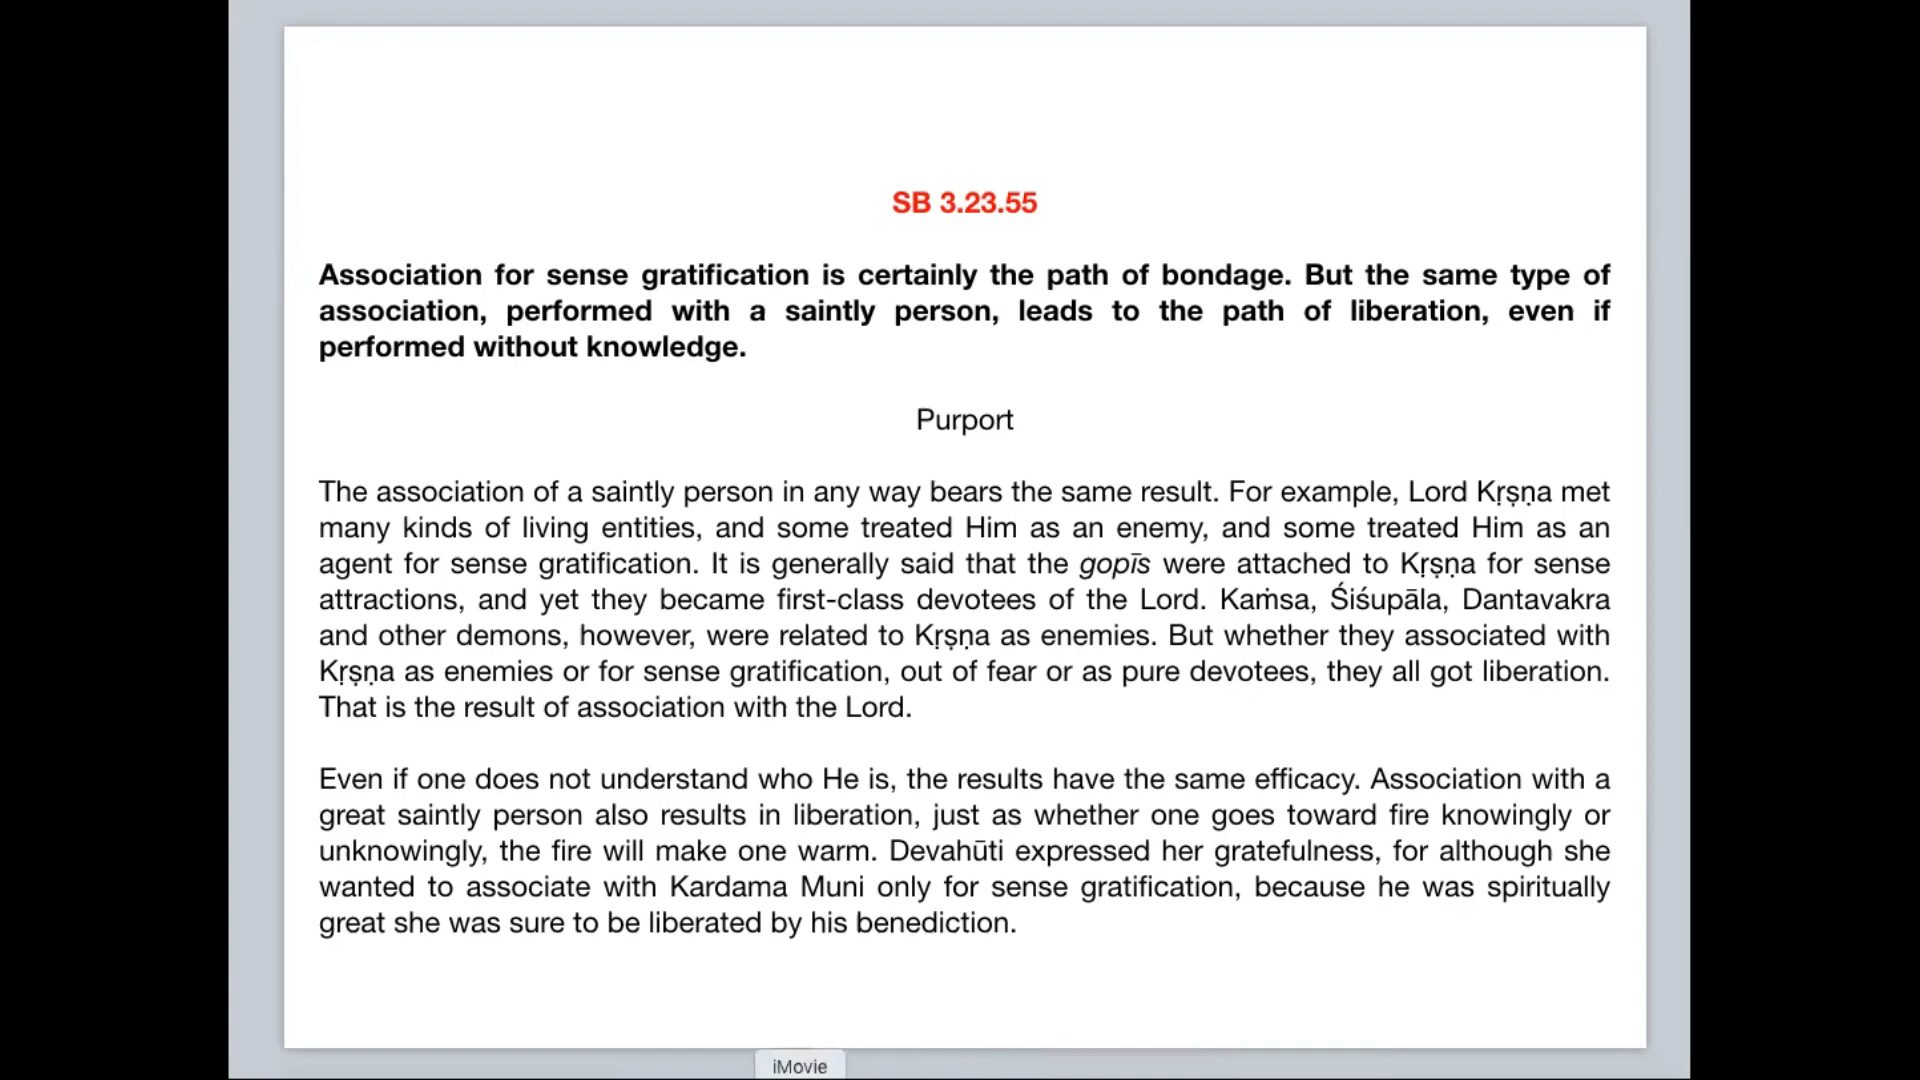 SB 3.23.55
Association for sense gratification is certainly the path of bondage. But the same type of
association, performed with a saintly person, leads to the path of liberation, even if
performed without knowledge.
Purport
The association of a saintly person in any way bears the same result. For example, Lord Kṛṣṇa met
many kinds of living entities, and some treated Him as an enemy, and some treated Him as an
agent for sense gratification. It is generally said that the gopīs were attached to Kṛṣṇa for sense
attractions, and yet they became first-class devotees of the Lord. Kaṁsa, Śiśupāla, Dantavakra
and other demons, however, were related to Kṛṣṇa as enemies. But whether they associated with
Kṛṣṇa as enemies or for sense gratification, out of fear or as pure devotees, they all got liberation.
That is the result of association with the Lord.
Even if one does not understand who He is, the results have the same efficacy. Association with a
great saintly person also results in liberation, just as whether one goes toward fire knowingly or
unknowingly, the fire will make one warm. Devahūti expressed her gratefulness, for although she
wanted to associate with Kardama Muni only for sense gratification, because he was spiritually
great she was sure to be liberated by his benediction.
iMovie